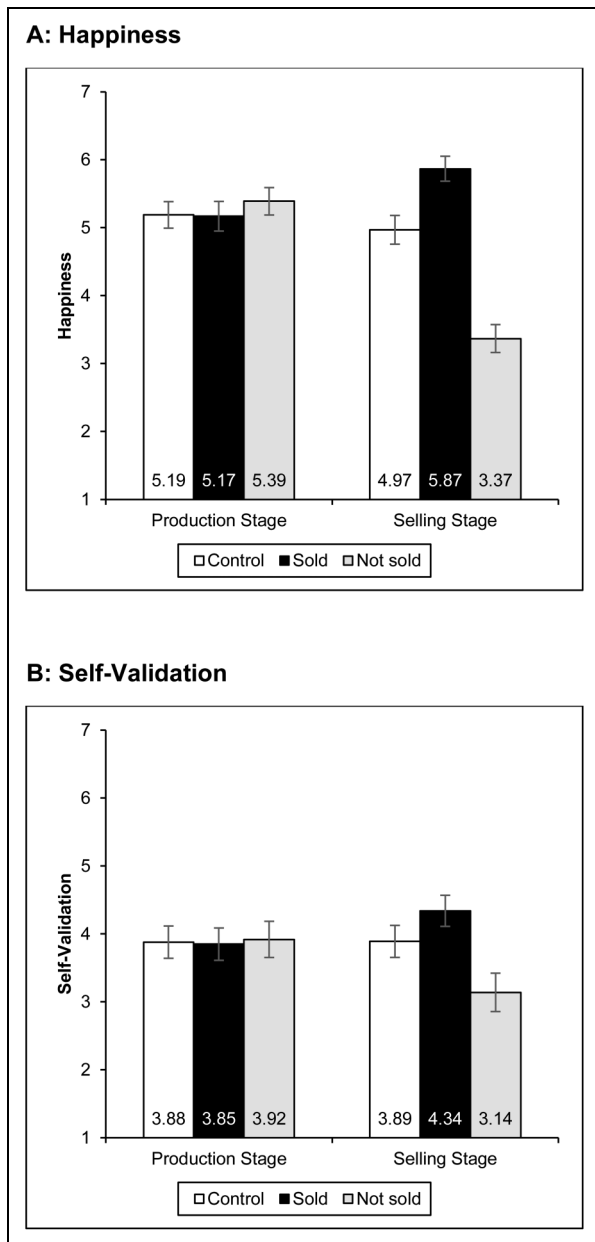 A: Happiness
7
6
5
4
3
2
1
Happiness
5.19 5.17 5.39 4.97 5.87 3.37
Production Stage Selling Stage
Control Sold Not sold
B: Self-Validation
7
6
5
4
3
2
1
Self-Validation
3.88 3.85 3.92 3.89 4.34 3.14
Production Stage Selling Stage
Control Sold Not sold